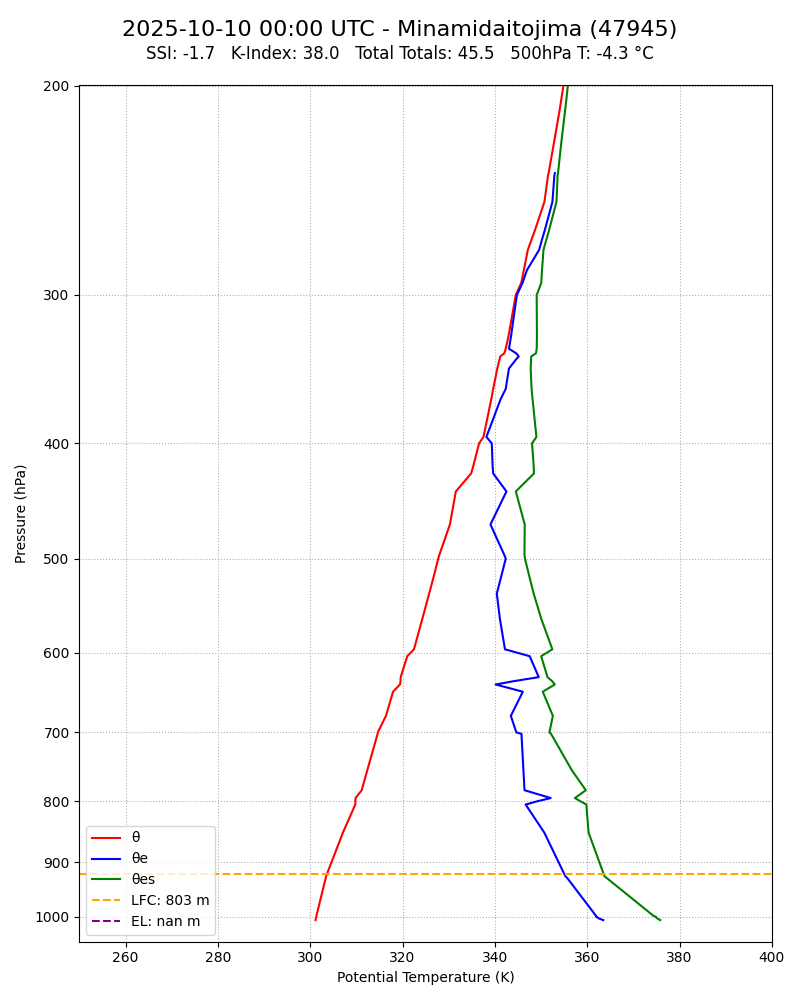 2025-10-10 00:00 UTC - Minamidaitojima (47945)
SSI: -1.7   K-Index: 38.0   Total Totals: 45.5   500hPa T: -4.3 °C
200
300
400
500
600
700
800
900
1000
Pressure (hPa)
θ
θe
θes
LFC: 803 m
EL: nan m
260 280 300 320 340 360 380 400
Potential Temperature (K)